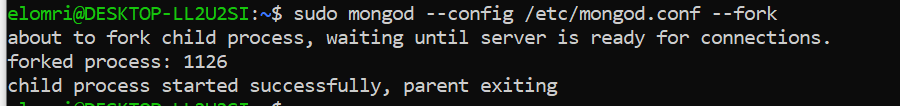 elomri@DESKTOP-LL2U2SI:~$ sudo mongod --config /etc/mongod.conf --fork
about to fork child process, waiting until server is ready for connections.
forked process: 1126
child process started successfully, parent exiting